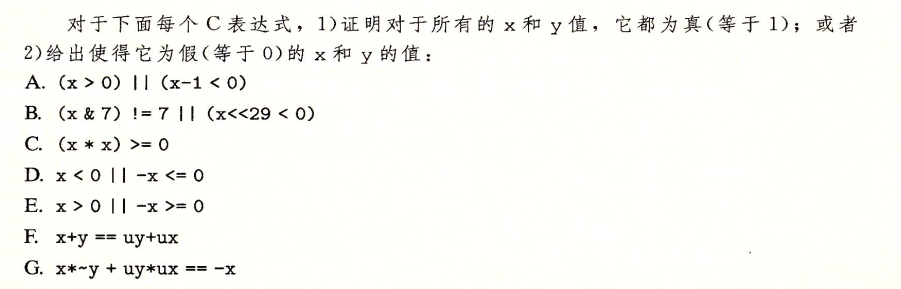 对于下面每个 C 表达式，1)证明对于所有的 x 和 y 值，它都为真(等于 1)；或者
2)给出使得它为假(等于 0)的 x 和 y 的值：
A. (x > 0) || (x-1 < 0)
B. (x & 7) != 7 || (x<<29 < 0)
C. (x * x) >= 0
D. x < 0 || -x <= 0
E. x > 0 || -x >= 0
F. x+y == uy+ux
G. x*~y + uy*ux == -x